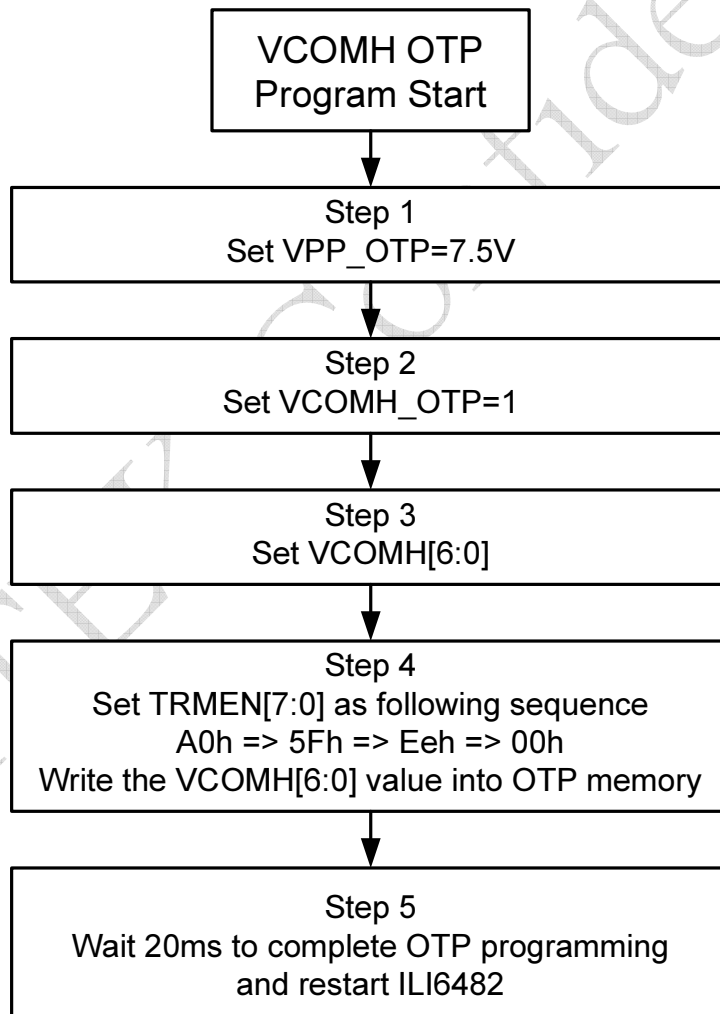 VCOMH OTP
Program Start
Step 1
Set VPP_OTP=7.5V
Step 2
Set VCOMH_OTP=1
Step 3
Set VCOMH[6:0]
Step 4
Set TRMEN[7:0] as following sequence
A0h => 5Fh => Eeh => 00h
Write the VCOMH[6:0] value into OTP memory
Step 5
Wait 20ms to complete OTP programming
and restart ILI6482